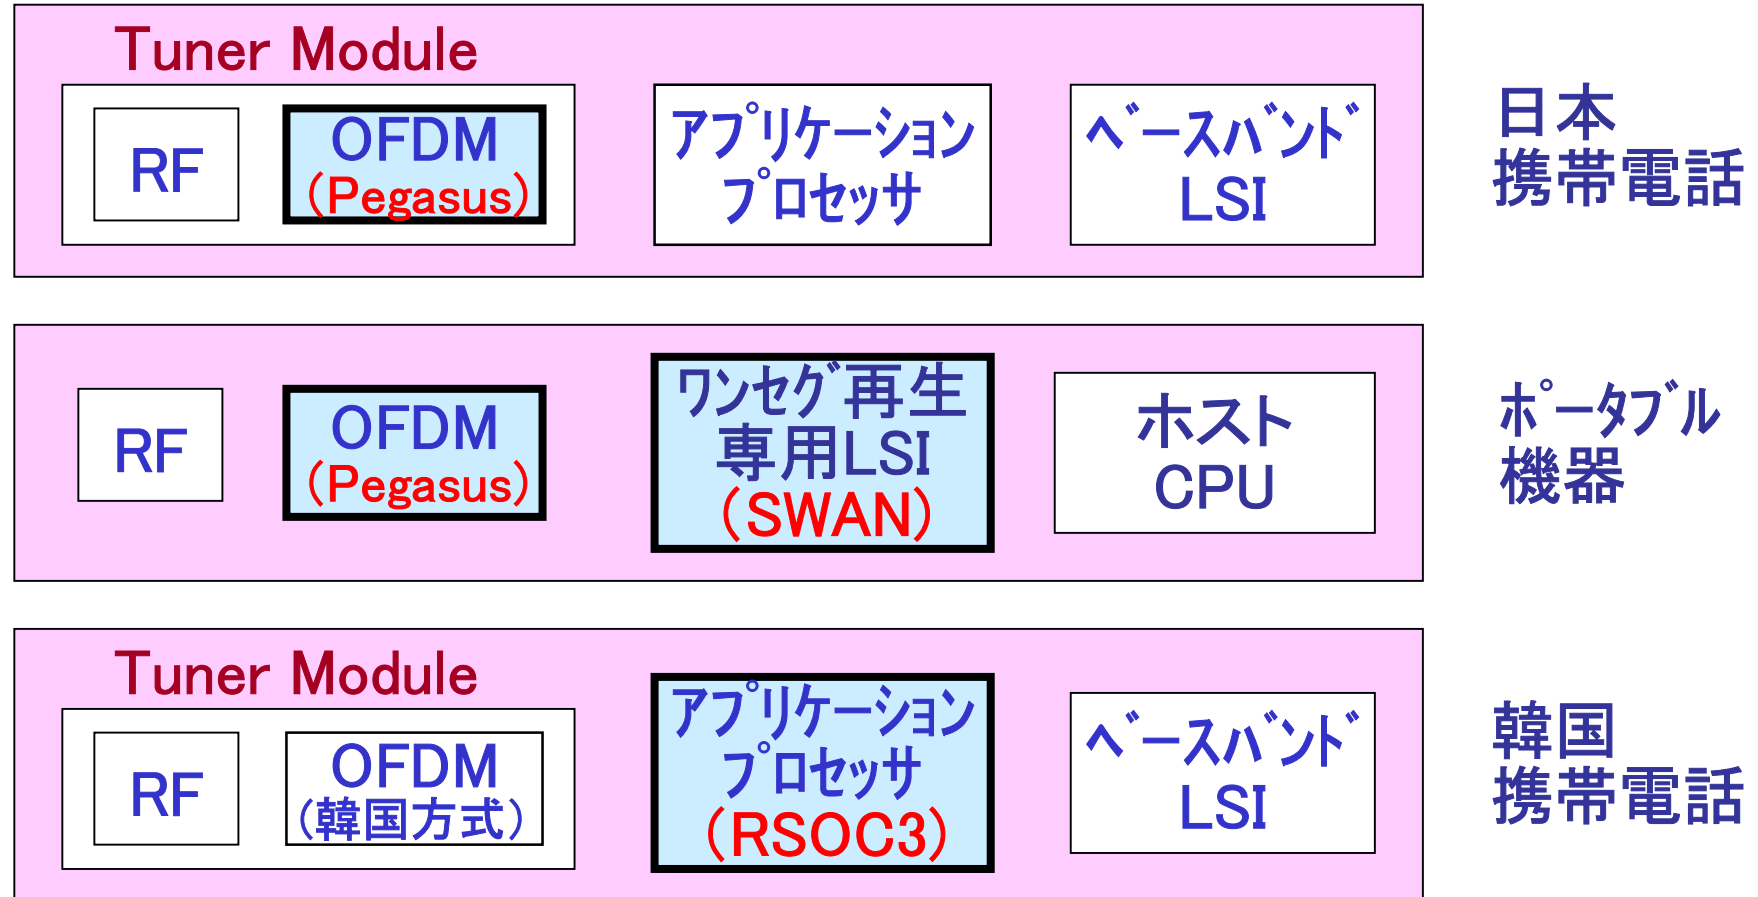 Tuner Module
RF
OFDM
(Pegasus)
アプリケーション
プロセッサ
ベースバンド
LSI
日本
携帯電話
RF
OFDM
(Pegasus)
ワンセグ再生
専用LSI
(SWAN)
ホスト
CPU
ポータブル
機器
Tuner Module
RF
OFDM
(韓国方式)
アプリケーション
プロセッサ
(RSOC3)
ベースバンド
LSI
韓国
携帯電話